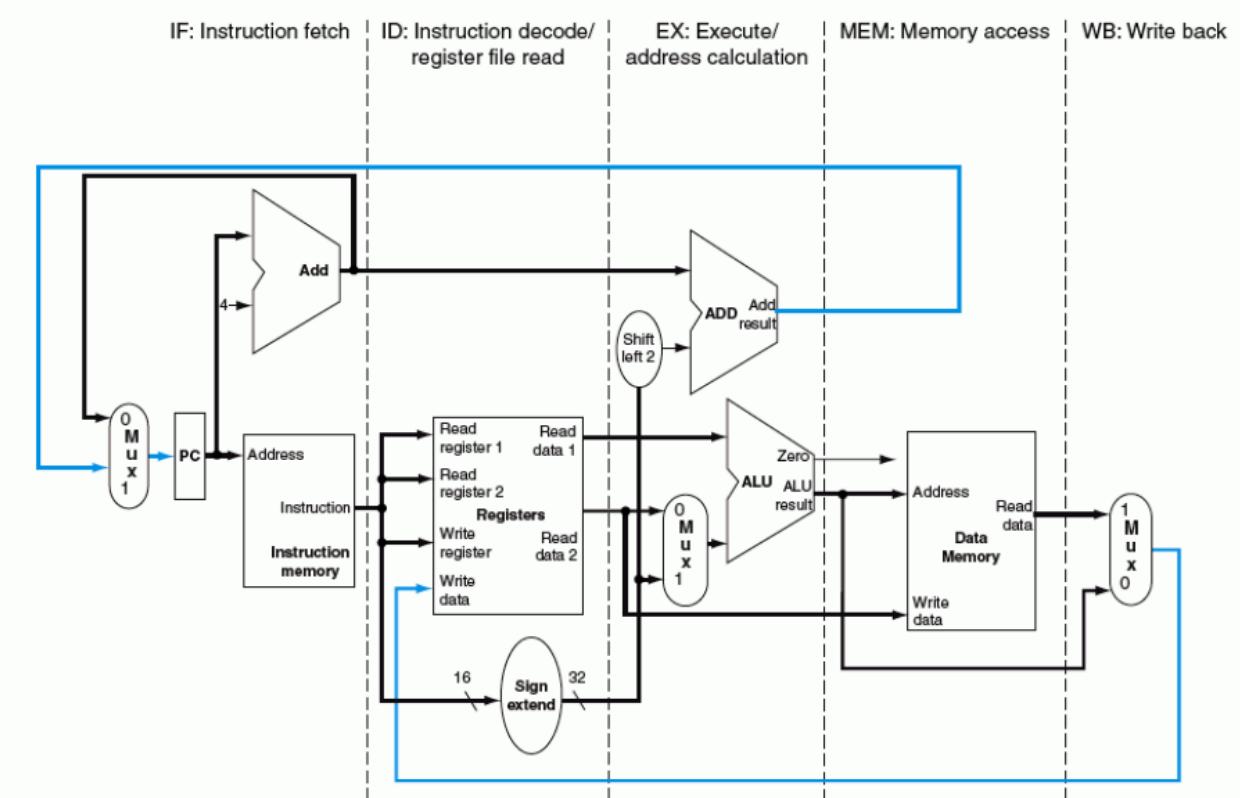 IF: Instruction fetch
ID: Instruction decode/
register file read
EX: Execute/
address calculation
MEM: Memory access
WB: Write back
Add
4
ADD
Add
result
Shift
left 2
0
M
u
x
1
PC
Address
Instruction
Instruction
memory
Read
register 1
Read
register 2
Write
register
Write
data
Registers
Read
data 1
Read
data 2
16
Sign
extend
32
0
M
u
x
1
Zero
ALU
ALU
result
Address
Read
data
Data
Memory
Write
data
1
M
u
x
0